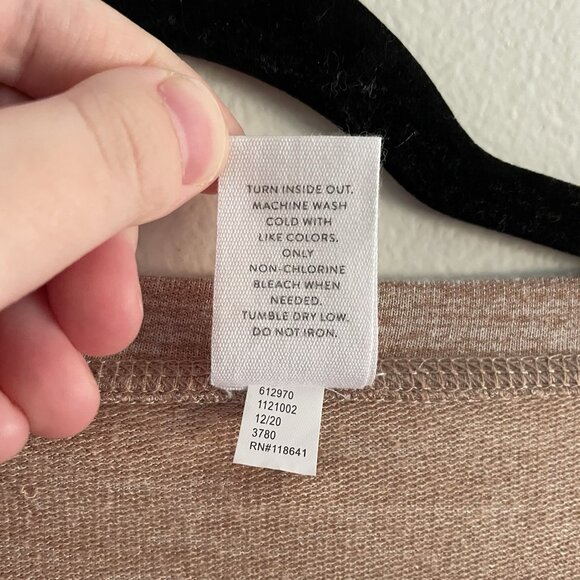 TURN INSIDE OUT.
MACHINE WASH
COLD WITH
LIKE COLORS.
ONLY
NON-CHLORINE
BLEACH WHEN
NEEDED.
TUMBLE DRY LOW.
DO NOT IRON.
612970
1121002
12/20
3780
RN#118641